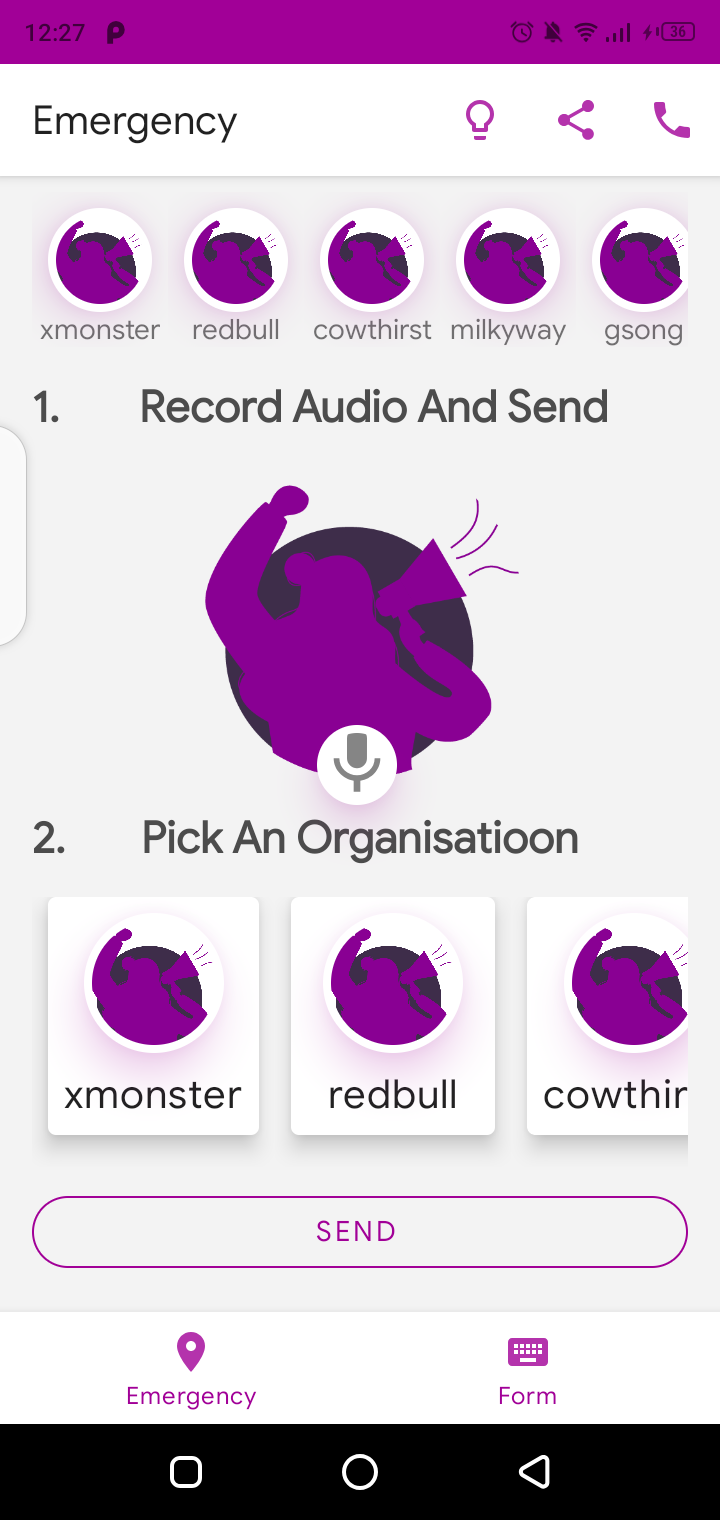 12:27 36
Emergency
xmonster redbull cowthirst milkyway gsong
1. Record Audio And Send
2. Pick An Organisatioon
xmonster redbull cowthir
SEND
Emergency Form